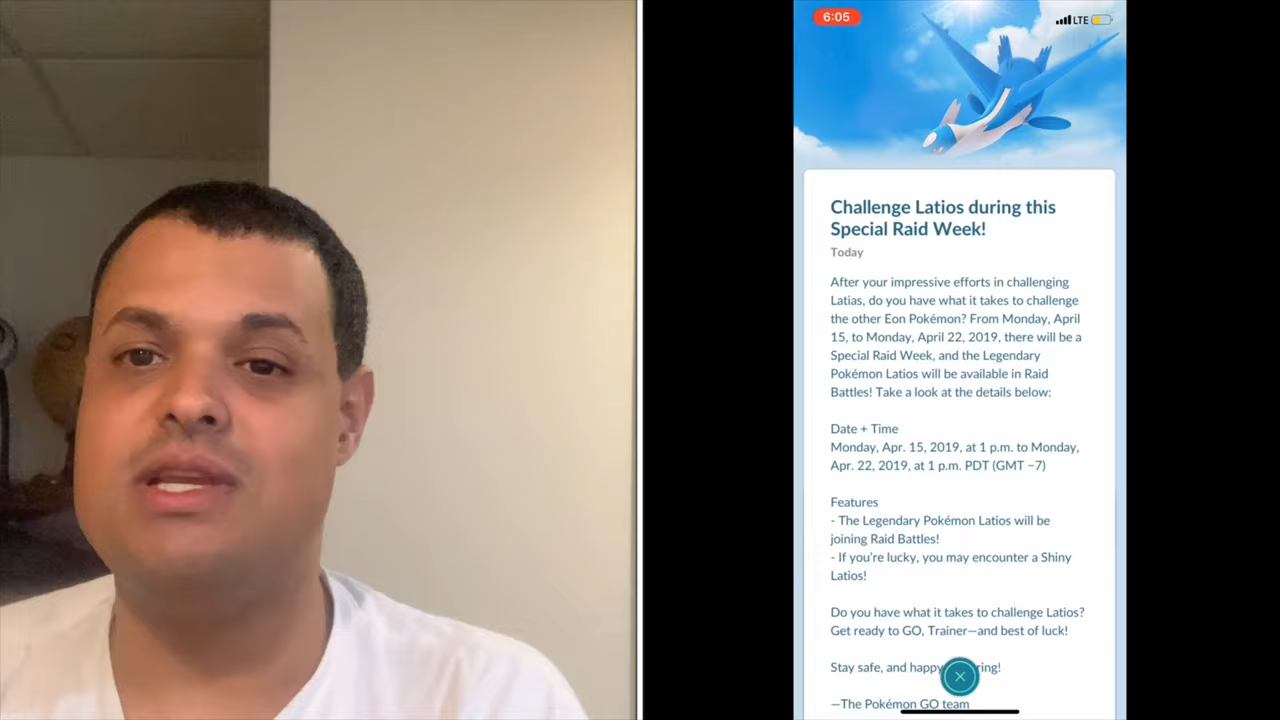 6:05
LTE
Challenge Latios during this
Special Raid Week!
Today
After your impressive efforts in challenging
Latias, do you have what it takes to challenge
the other Eon Pokémon? From Monday, April
15, to Monday, April 22, 2019, there will be a
Special Raid Week, and the Legendary
Pokémon Latios will be available in Raid
Battles! Take a look at the details below:
Date + Time
Monday, Apr. 15, 2019, at 1 p.m. to Monday,
Apr. 22, 2019, at 1 p.m. PDT (GMT −7)
Features
- The Legendary Pokémon Latios will be
joining Raid Battles!
- If you're lucky, you may encounter a Shiny
Latios!
Do you have what it takes to challenge Latios?
Get ready to GO, Trainer—and best of luck!
Stay safe, and happy
—The Pokémon GO team